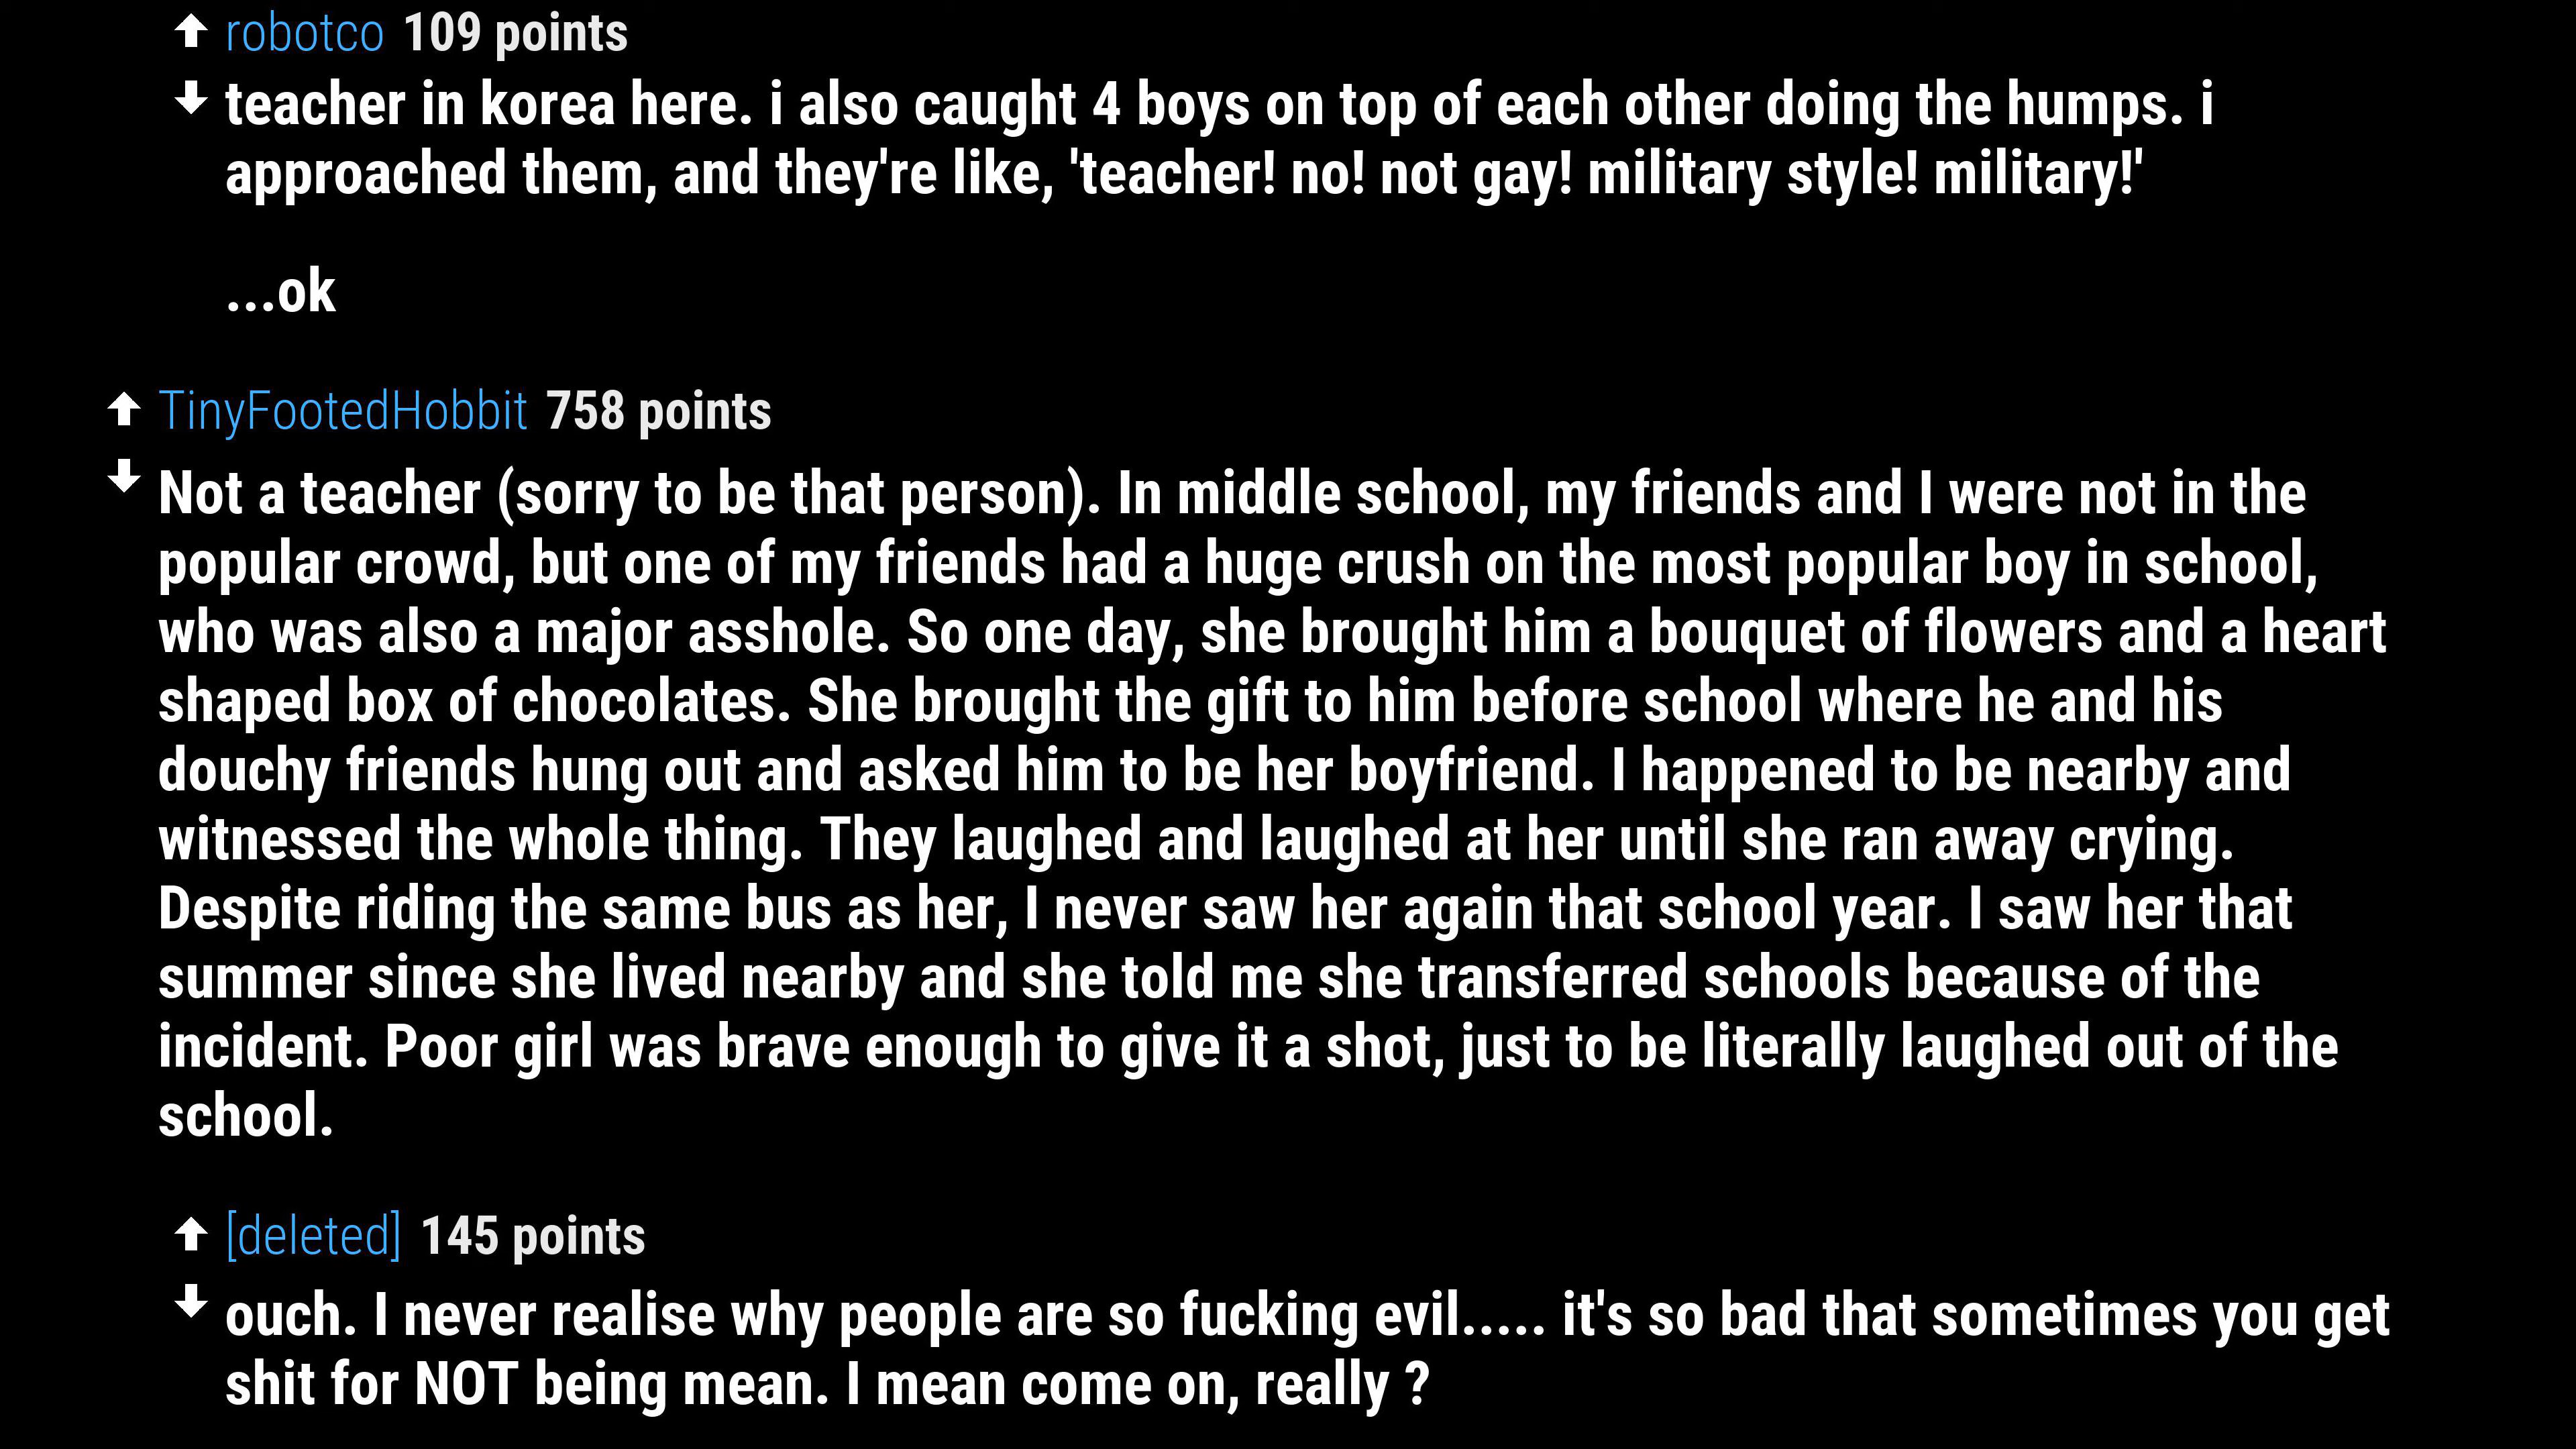 robotco 109 points
teacher in korea here. i also caught 4 boys on top of each other doing the humps. i
approached them, and they're like, 'teacher! no! not gay! military style! military!'
...ok
TinyFootedHobbit 758 points
Not a teacher (sorry to be that person). In middle school, my friends and I were not in the
popular crowd, but one of my friends had a huge crush on the most popular boy in school,
who was also a major asshole. So one day, she brought him a bouquet of flowers and a heart
shaped box of chocolates. She brought the gift to him before school where he and his
douchy friends hung out and asked him to be her boyfriend. I happened to be nearby and
witnessed the whole thing. They laughed and laughed at her until she ran away crying.
Despite riding the same bus as her, I never saw her again that school year. I saw her that
summer since she lived nearby and she told me she transferred schools because of the
incident. Poor girl was brave enough to give it a shot, just to be literally laughed out of the
school.
[deleted] 145 points
ouch. I never realise why people are so fucking evil..... it's so bad that sometimes you get
shit for NOT being mean. I mean come on, really ?